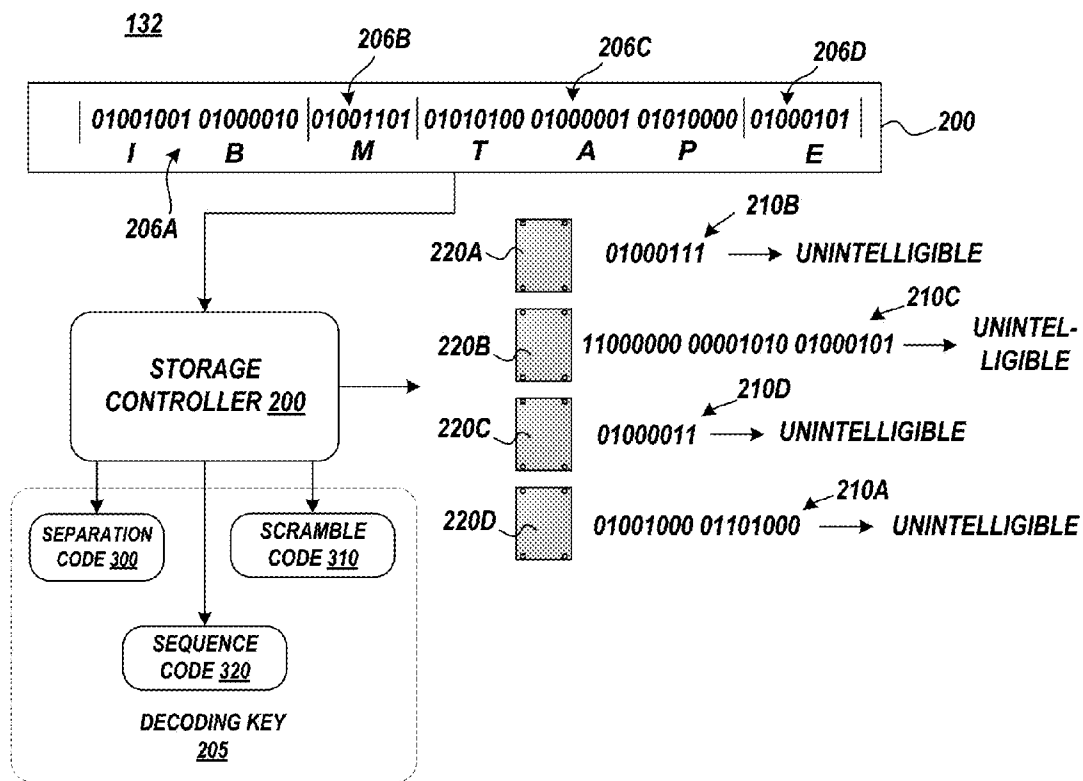 132
206B
206C
206D
01001001 01000010 01001101 01010100 01000001 01010000 01000101
I B M T A P E
200
206A
210B
220A
01000111
UNINTELLIGIBLE
210C
220B
11000000 00001010 01000101
UNINTEL-
LIGIBLE
STORAGE
CONTROLLER 200
210D
220C
01000011
UNINTELLIGIBLE
210A
220D
01001000 01101000
UNINTELLIGIBLE
SEPARATION
CODE 300
SCRAMBLE
CODE 310
SEQUENCE
CODE 320
DECODING KEY
205